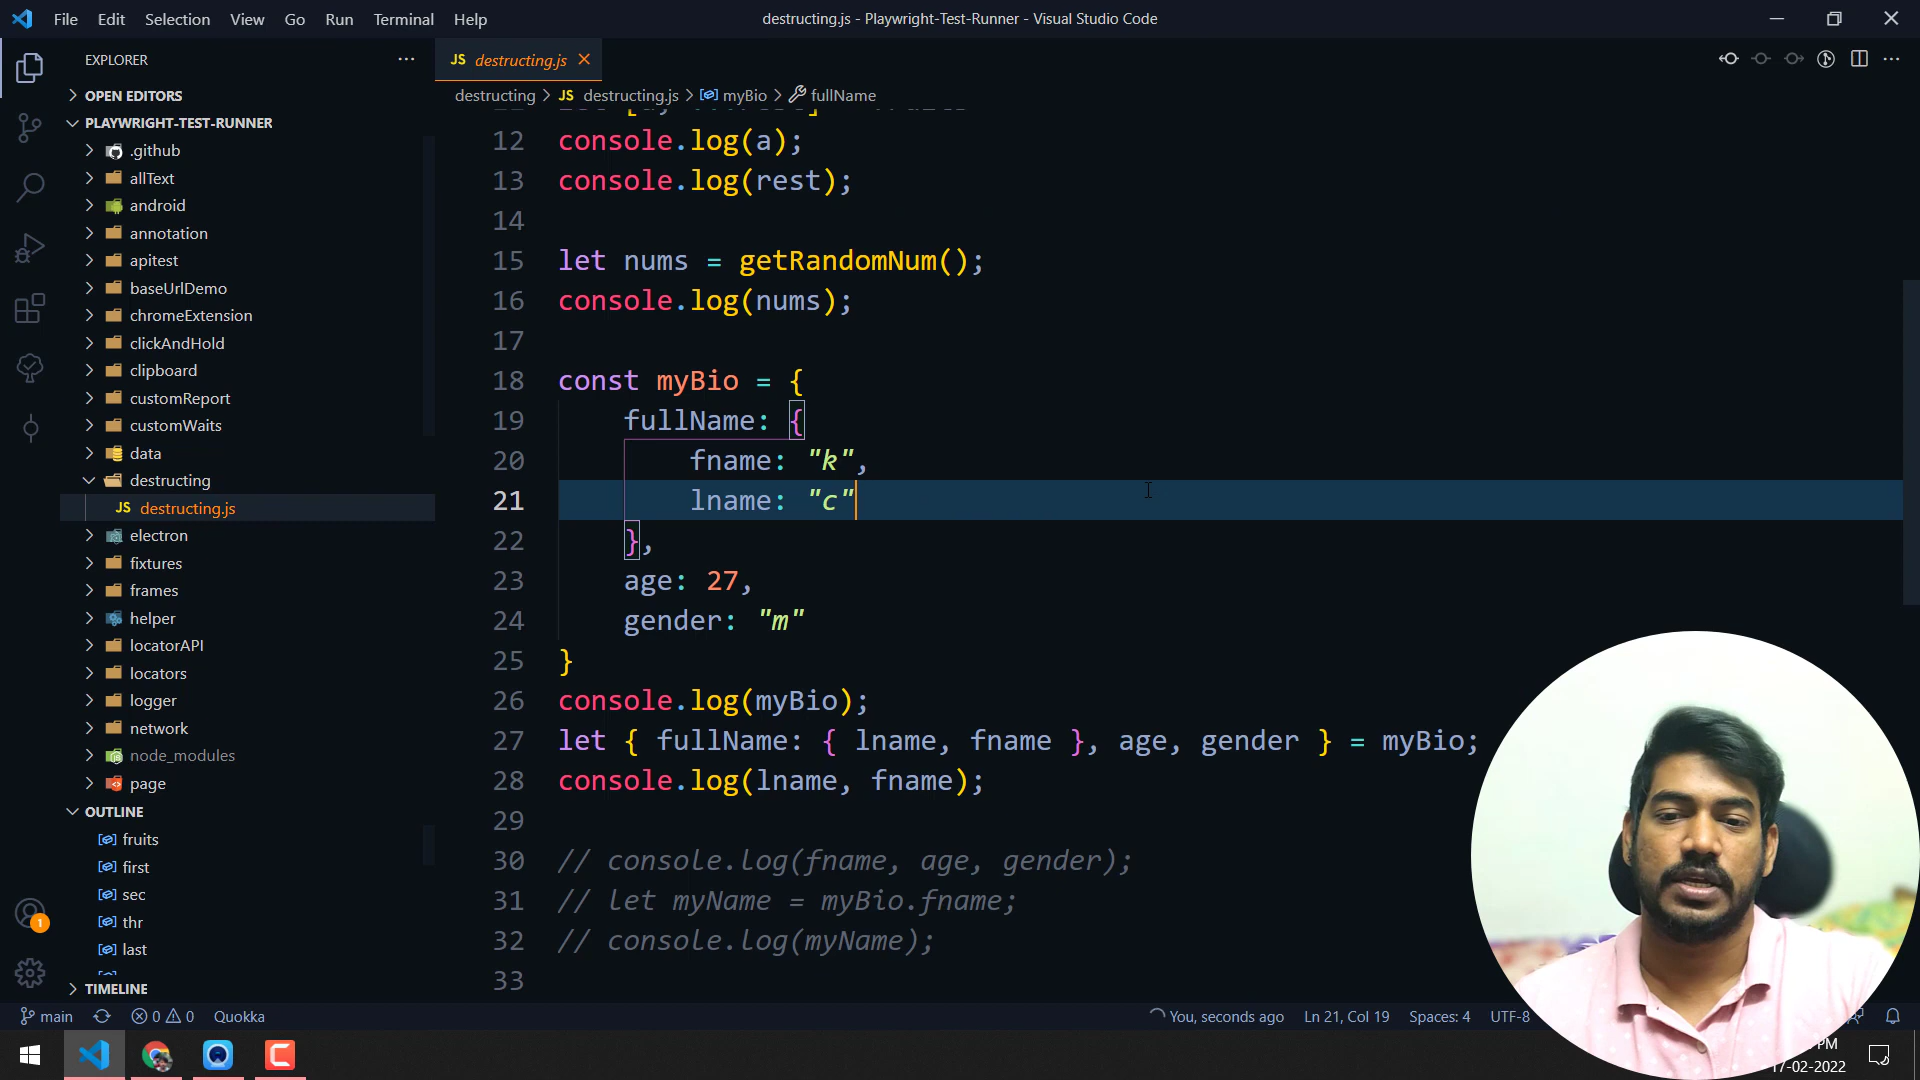 File Edit Selection View Go Run Terminal Help
destructing.js - Playwright-Test-Runner - Visual Studio Code
EXPLORER
OPEN EDITORS
PLAYWRIGHT-TEST-RUNNER
.github
allText
android
annotation
apitest
baseUrlDemo
chromeExtension
clickAndHold
clipboard
customReport
customWaits
data
destructing
JS destructing.js
electron
fixtures
frames
helper
locatorAPI
locators
logger
network
node_modules
page
OUTLINE
fruits
first
sec
thr
last
TIMELINE
JS destructing.js
destructing > JS destructing.js > myBio > fullName
12 console.log(a);
13 console.log(rest);
14
15 let nums = getRandomNum();
16 console.log(nums);
17
18 const myBio = {
19 fullName: {
20 fname: "k",
21 lname: "c"
22 },
23 age: 27,
24 gender: "m"
25 }
26 console.log(myBio);
27 let { fullName: { lname, fname }, age, gender } = myBio;
28 console.log(lname, fname);
29
30 // console.log(fname, age, gender);
31 // let myName = myBio.fname;
32 // console.log(myName);
33
main 0 0 Quokka
You, seconds ago Ln 21, Col 19 Spaces: 4 UTF-8
1
PM
17-02-2022